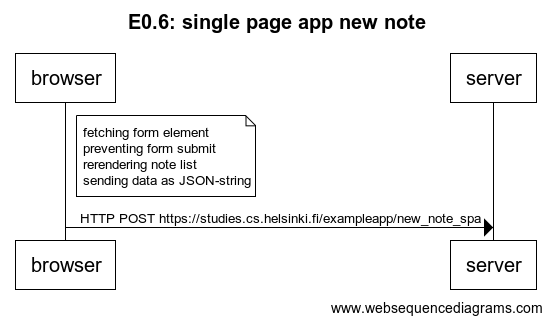 E0.6: single page app new note
browser server
fetching form element
preventing form submit
rerendering note list
sending data as JSON-string
HTTP POST https://studies.cs.helsinki.fi/exampleapp/new_note_spa
browser server
www.websequencediagrams.com